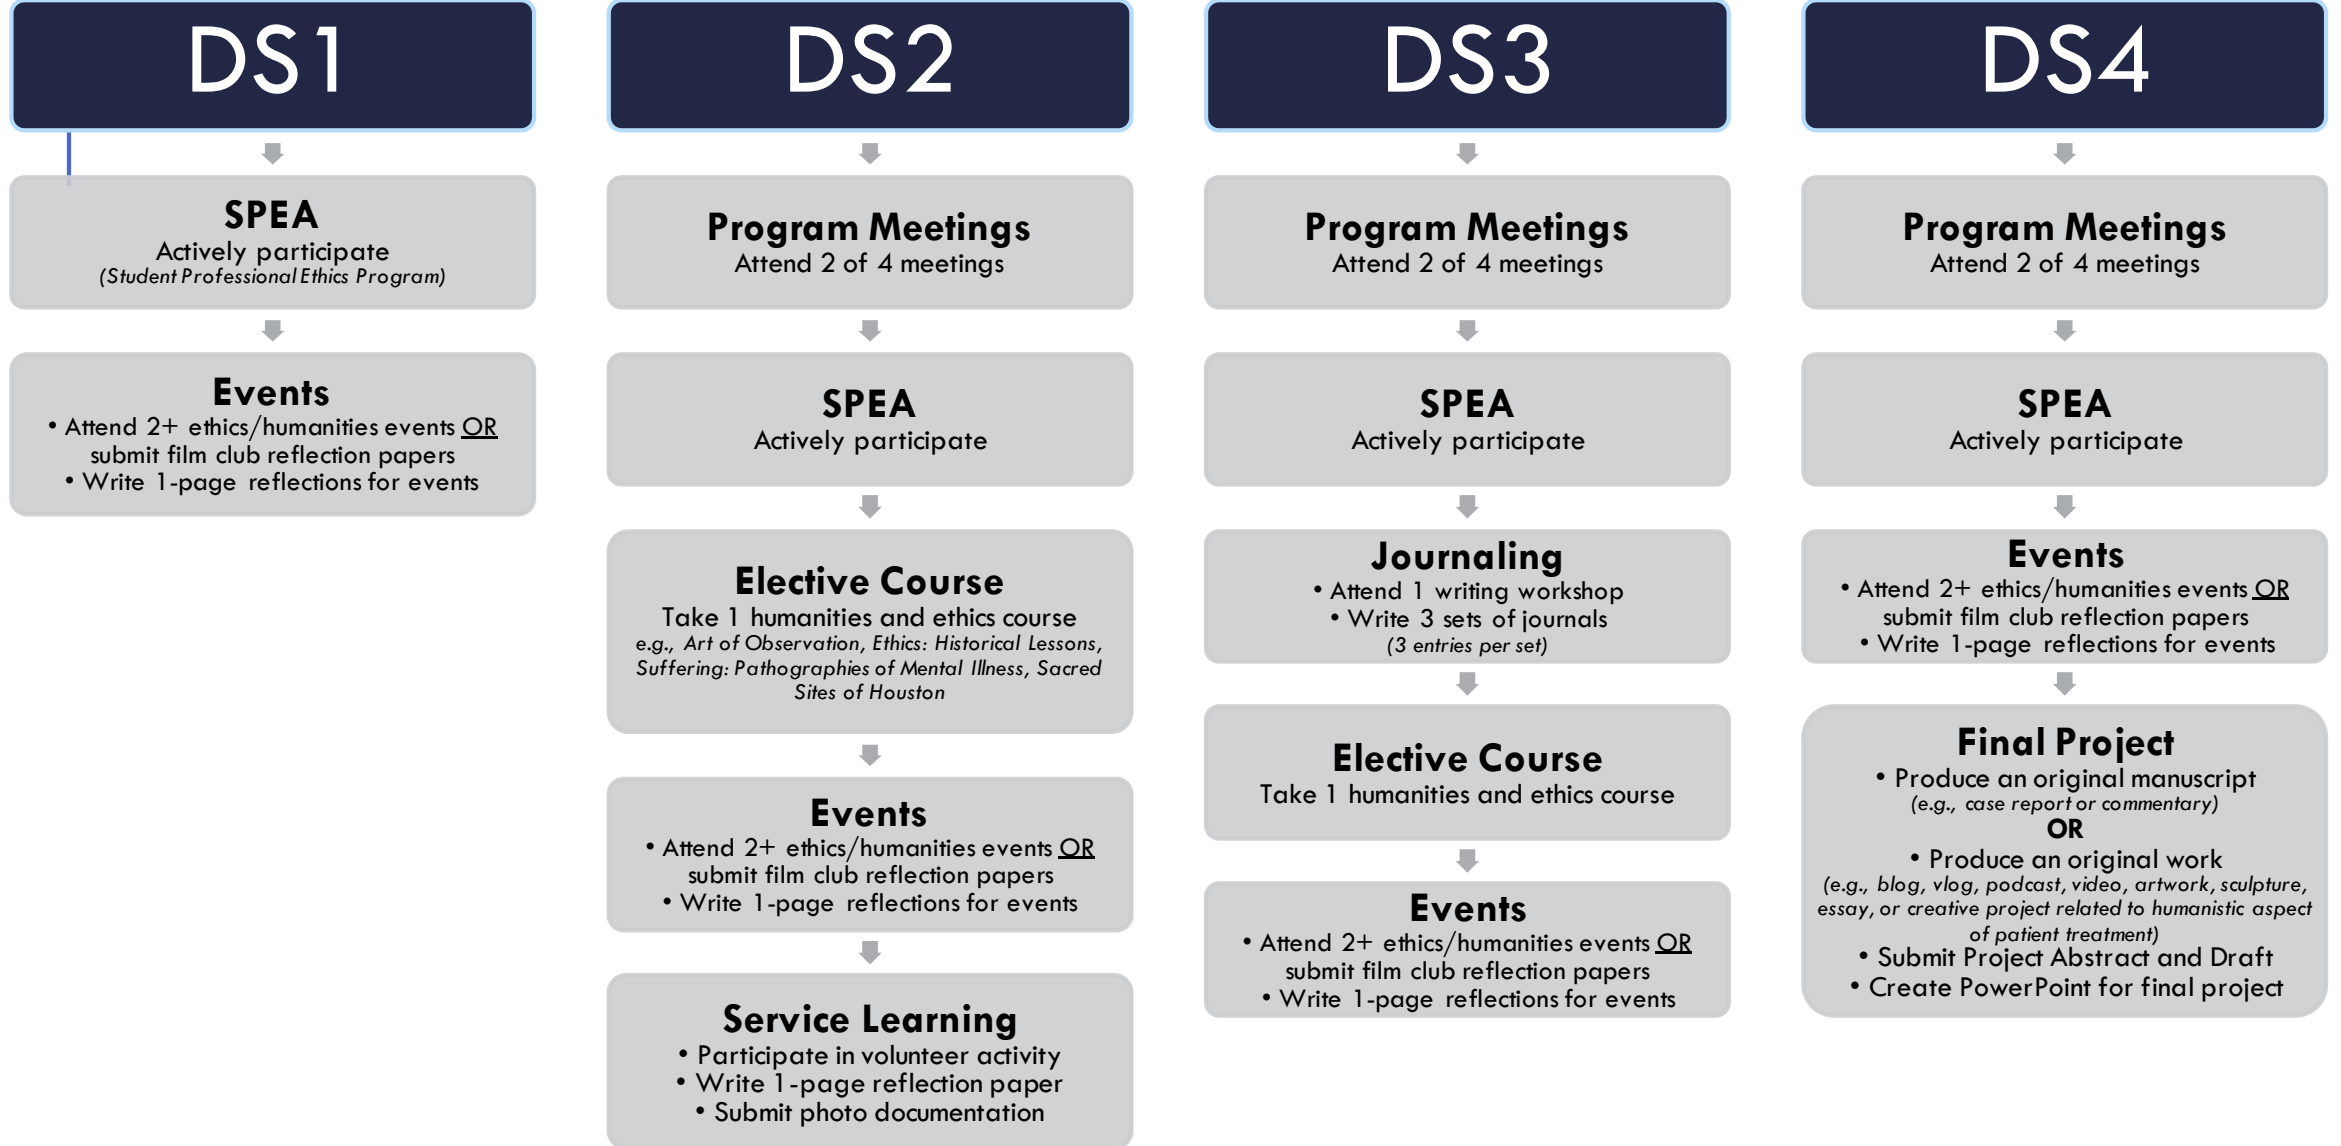 DS1
SPEA
Actively participate
(Student Professional Ethics Program)
Events
• Attend 2+ ethics/humanities events OR
submit film club reflection papers
• Write 1-page reflections for events
DS2
Program Meetings
Attend 2 of 4 meetings
SPEA
Actively participate
Elective Course
Take 1 humanities and ethics course
e.g., Art of Observation, Ethics: Historical Lessons,
Suffering: Pathographies of Mental Illness, Sacred
Sites of Houston
Events
• Attend 2+ ethics/humanities events OR
submit film club reflection papers
• Write 1-page reflections for events
Service Learning
• Participate in volunteer activity
• Write 1-page reflection paper
• Submit photo documentation
DS3
Program Meetings
Attend 2 of 4 meetings
SPEA
Actively participate
Journaling
• Attend 1 writing workshop
• Write 3 sets of journals
(3 entries per set)
Elective Course
Take 1 humanities and ethics course
Events
• Attend 2+ ethics/humanities events OR
submit film club reflection papers
• Write 1-page reflections for events
DS4
Program Meetings
Attend 2 of 4 meetings
SPEA
Actively participate
Events
• Attend 2+ ethics/humanities events OR
submit film club reflection papers
• Write 1-page reflections for events
Final Project
• Produce an original manuscript
(e.g., case report or commentary)
OR
• Produce an original work
(e.g., blog, vlog, podcast, video, artwork, sculpture,
essay, or creative project related to humanistic aspect
of patient treatment)
• Submit Project Abstract and Draft
• Create PowerPoint for final project